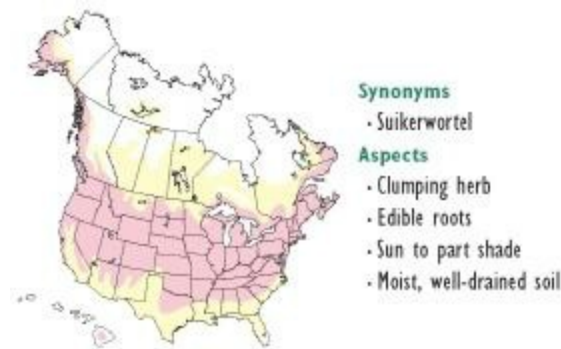 Synonyms
· Suikerwortel
Aspects
· Clumping herb
· Edible roots
· Sun to part shade
· Moist, well-drained soil